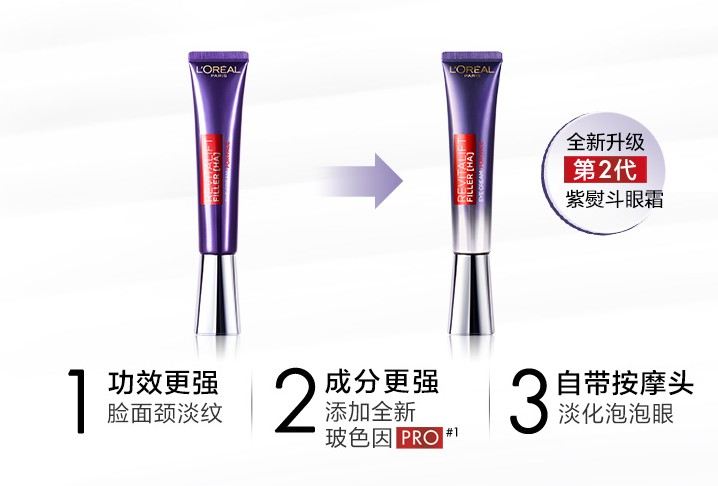 L'ORÉAL
PARIS
REVITALIFT
FILLER [HA]
L'ORÉAL
PARIS
REVITALIFT
FILLER [HA]
EYE CREAM
全新升级
第2代
紫熨斗眼霜
1
功效更强
脸面颈淡纹
2
成分更强
添加全新
玻色因 PRO #1
3
自带按摩头
淡化泡泡眼